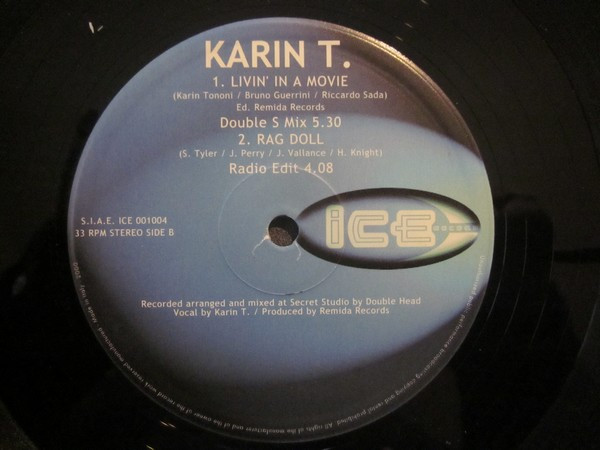 KARIN T.
1. LIVIN' IN A MOVIE
(Karin Tononi / Bruno Guerrini / Riccardo Sada)
Ed. Remida Records
Double S Mix 5.30
2. RAG DOLL
(S. Tyler / J. Perry / J. Vallance / H. Knight)
Radio Edit 4.08
S.I.A.E. ICE 001004
33 RPM STEREO SIDE B
iCE
Recorded arranged and mixed at Secret Studio by Double Head
Vocal by Karin T. / Produced by Remida Records